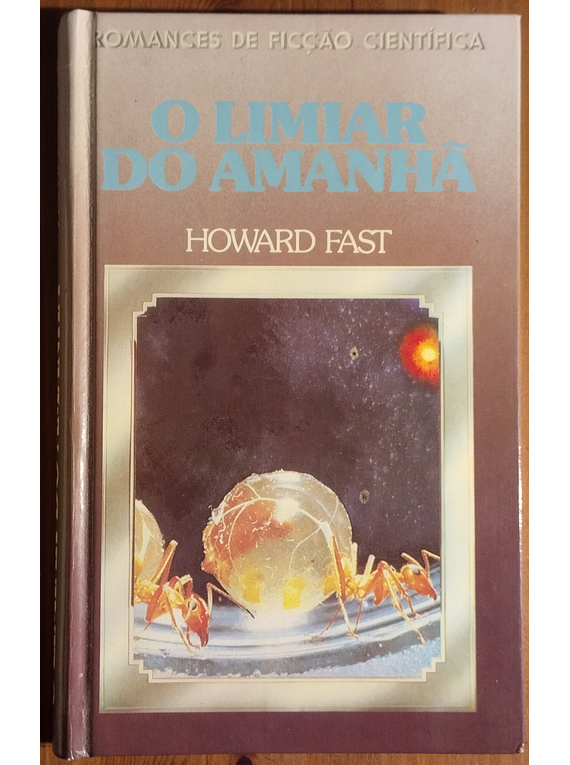 ROMANCES DE FICÇÃO CIENTÍFICA
O LIMIAR
DO AMANHÃ
HOWARD FAST